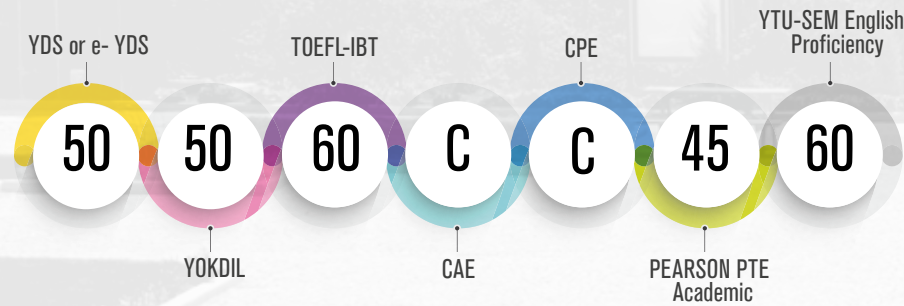 YTU-SEM English
Proficiency
YDS or e- YDS
TOEFL-IBT
CPE
50
50
60
C
C
45
60
YOKDIL
CAE
PEARSON PTE
Academic